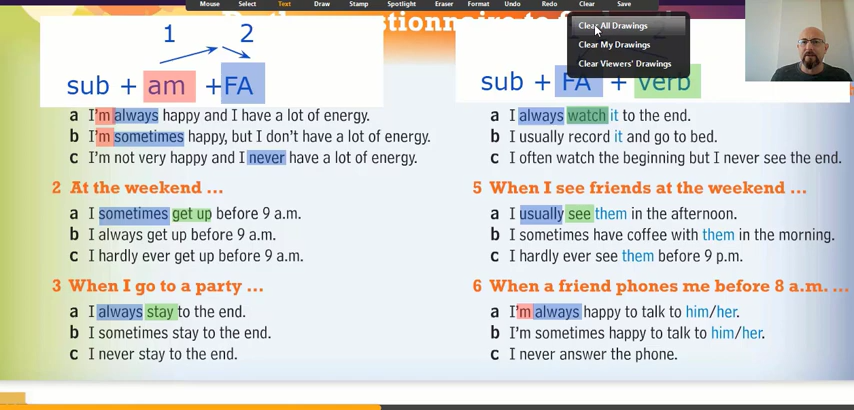 Mouse Select Text Draw Stamp Spotlight Eraser Format Undo Redo Clear Save
Clear All Drawings
Clear My Drawings
Clear Viewers' Drawings
1 2
sub + am +FA
a I'm always happy and I have a lot of energy.
b I'm sometimes happy, but I don't have a lot of energy.
c I'm not very happy and I never have a lot of energy.
2 At the weekend ...
a I sometimes get up before 9 a.m.
b I always get up before 9 a.m.
c I hardly ever get up before 9 a.m.
3 When I go to a party ...
a I always stay to the end.
b I sometimes stay to the end.
c I never stay to the end.
sub + FA + verb
a I always watch it to the end.
b I usually record it and go to bed.
c I often watch the beginning but I never see the end.
5 When I see friends at the weekend ...
a I usually see them in the afternoon.
b I sometimes have coffee with them in the morning.
c I hardly ever see them before 9 p.m.
6 When a friend phones me before 8 a.m. ...
a I'm always happy to talk to him/her.
b I'm sometimes happy to talk to him/her.
c I never answer the phone.